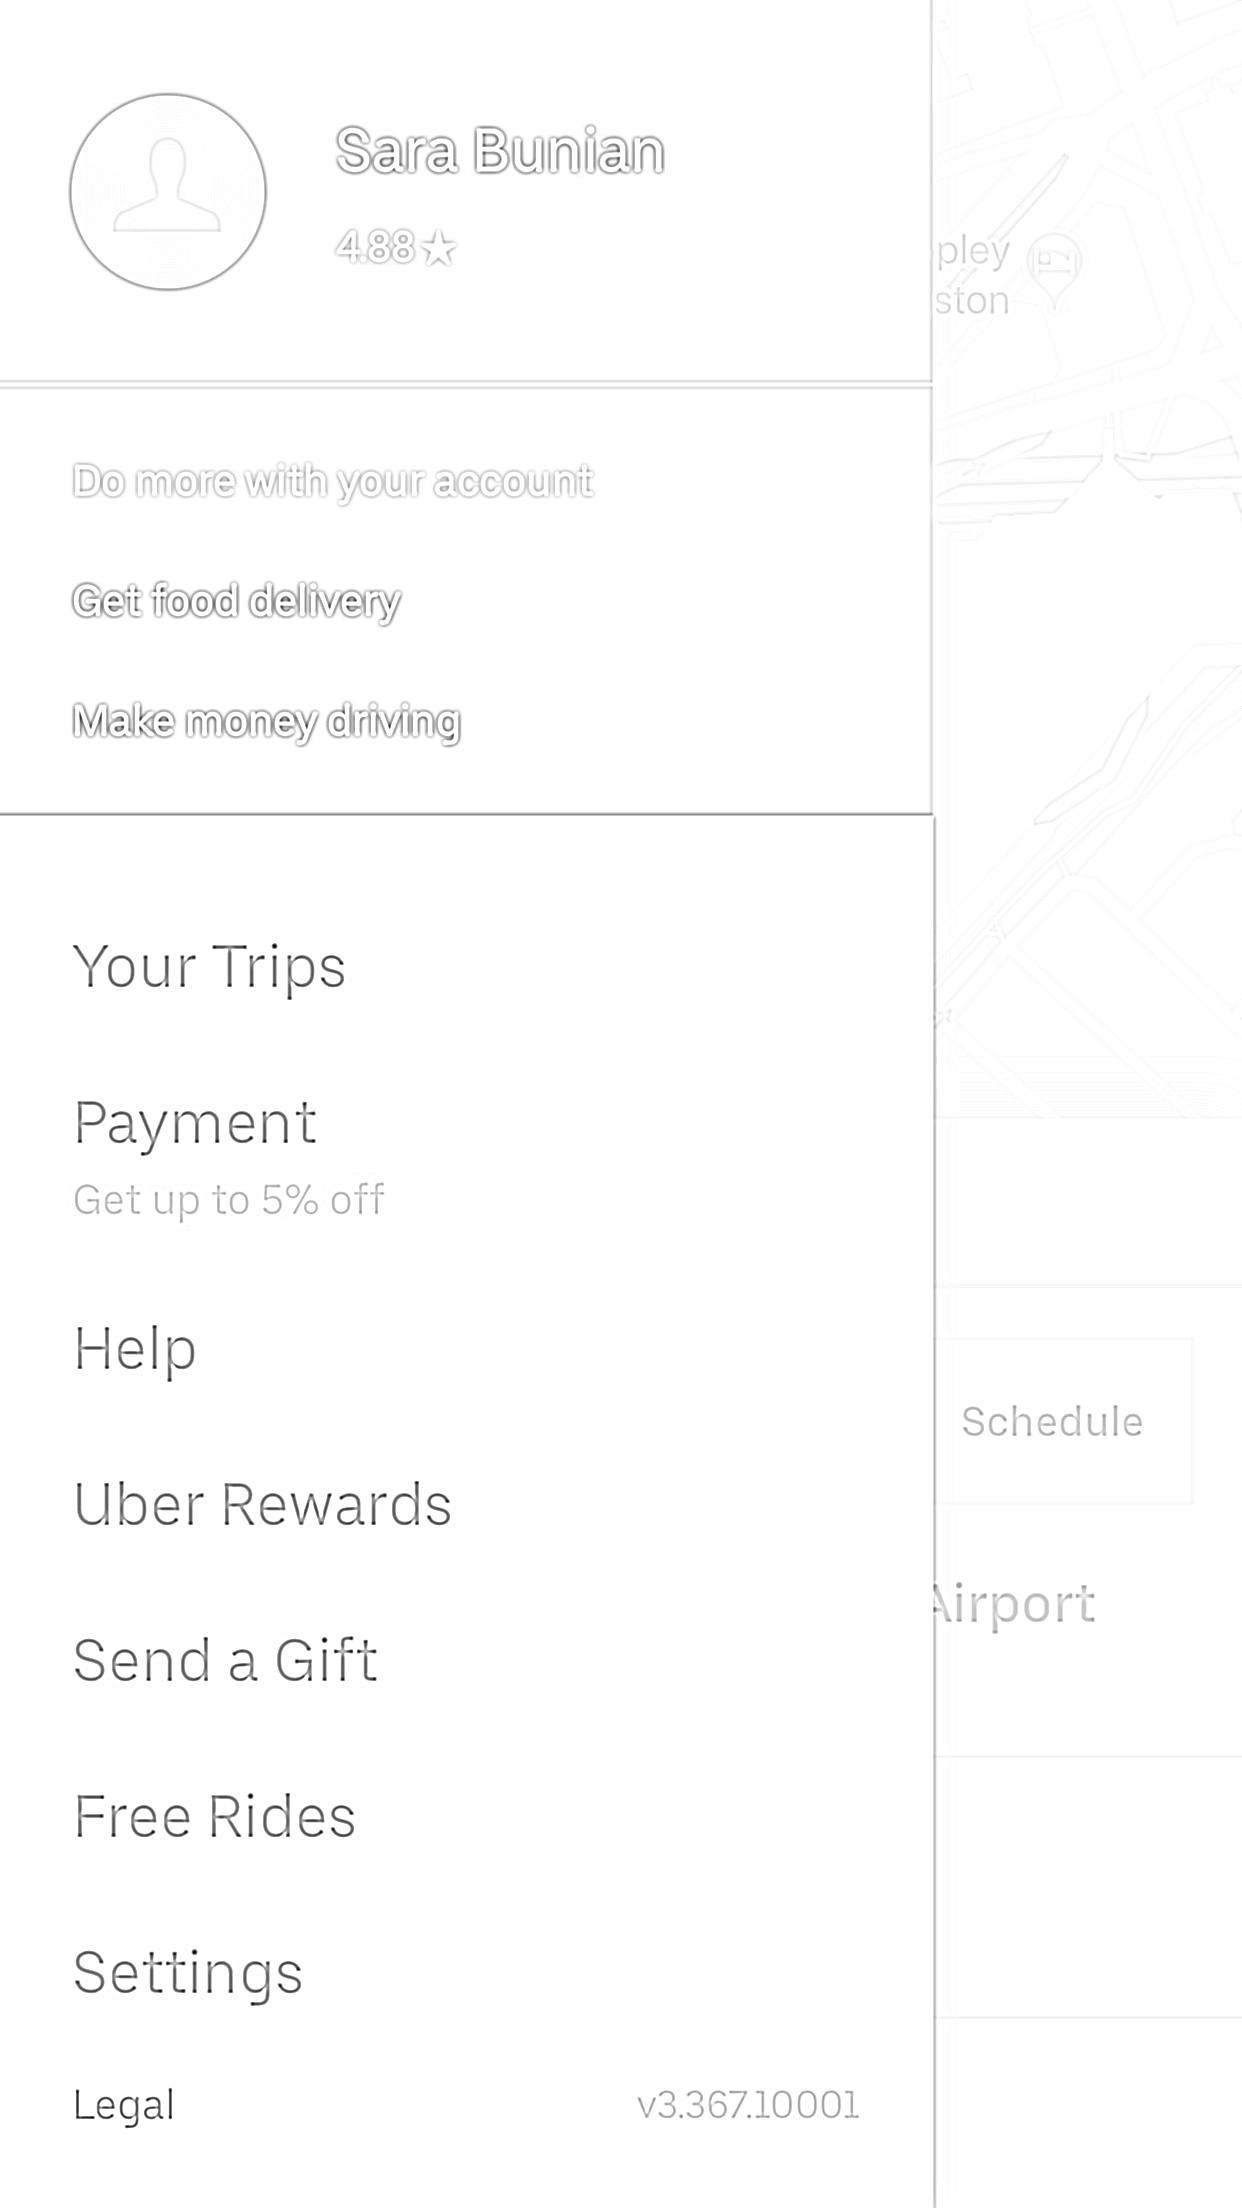 Sara Bunian
4.88★
pley
ston
Do more with your account
Get food delivery
Make money driving
Your Trips
Payment
Get up to 5% off
Help
Schedule
Uber Rewards
Airport
Send a Gift
Free Rides
Settings
Legal
v3.367.10001